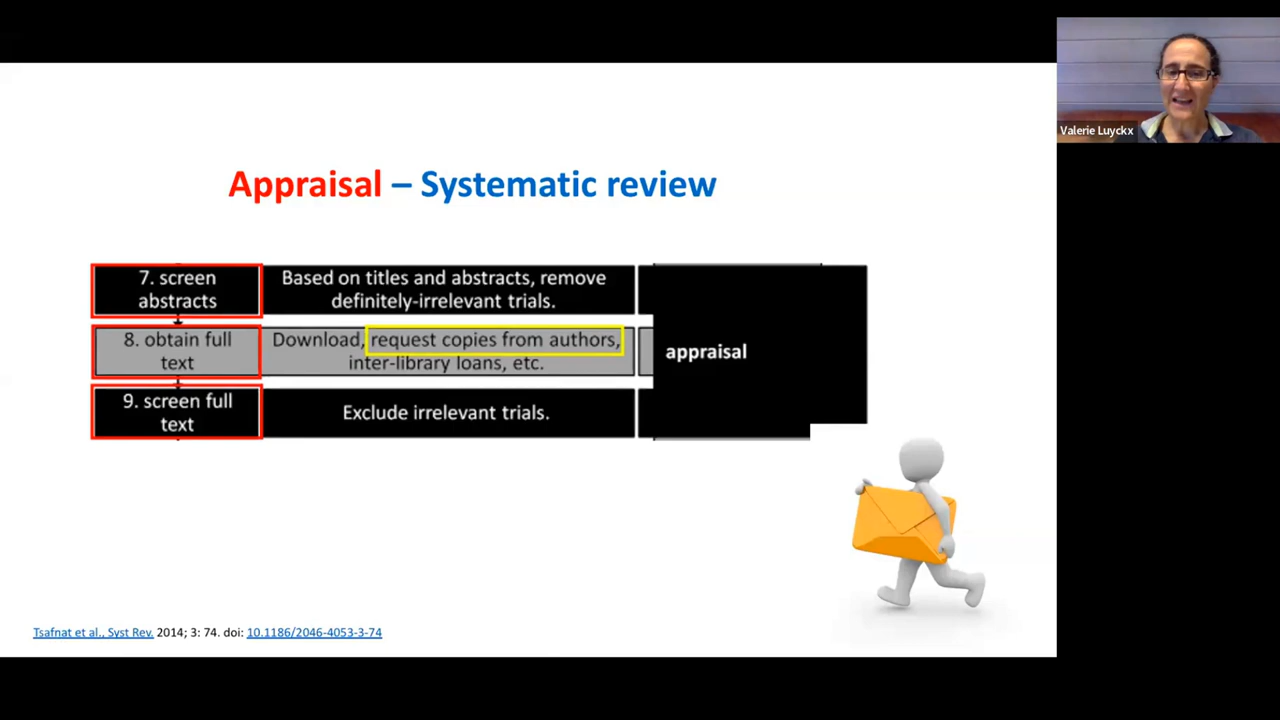 Valerie Luyckx
Appraisal – Systematic review
7. screen
abstracts
Based on titles and abstracts, remove
definitely-irrelevant trials.
8. obtain full
text
Download, request copies from authors,
inter-library loans, etc.
appraisal
9. screen full
text
Exclude irrelevant trials.
Tsafnat et al., Syst Rev. 2014; 3: 74. doi: 10.1186/2046-4053-3-74